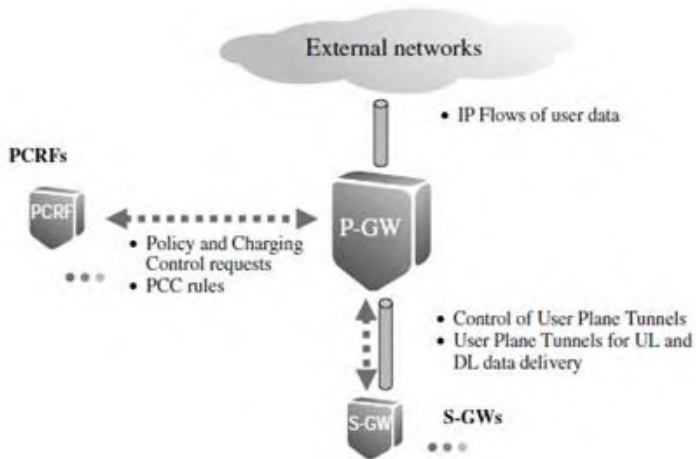 External networks
• IP Flows of user data
PCRFs
PCRF
P-GW
• Policy and Charging
Control requests
• PCC rules
• Control of User Plane Tunnels
• User Plane Tunnels for UL and
DL data delivery
S-GW
S-GWs